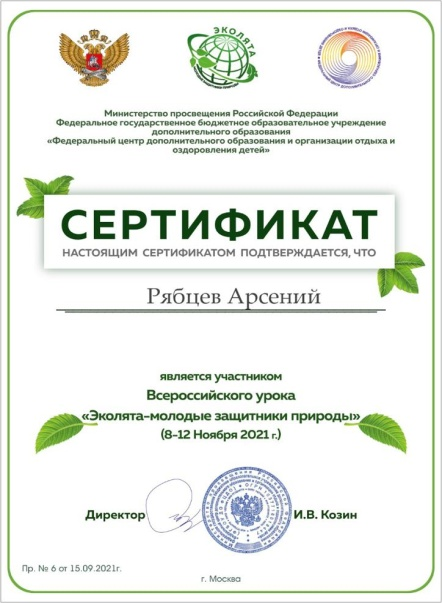 ЭКОЛЯТА
Министерство просвещения Российской Федерации
Федеральное государственное бюджетное образовательное учреждение
дополнительного образования
«Федеральный центр дополнительного образования и организации отдыха и
оздоровления детей»
СЕРТИФИКАТ
НАСТОЯЩИМ СЕРТИФИКАТОМ ПОДТВЕРЖДАЕТСЯ, ЧТО
Рябцев Арсений
является участником
Всероссийского урока
«Эколята-молодые защитники природы»
(8-12 Ноября 2021 г.)
Директор
И.В. Козин
Пр. № 6 от 15.09.2021г.
г. Москва